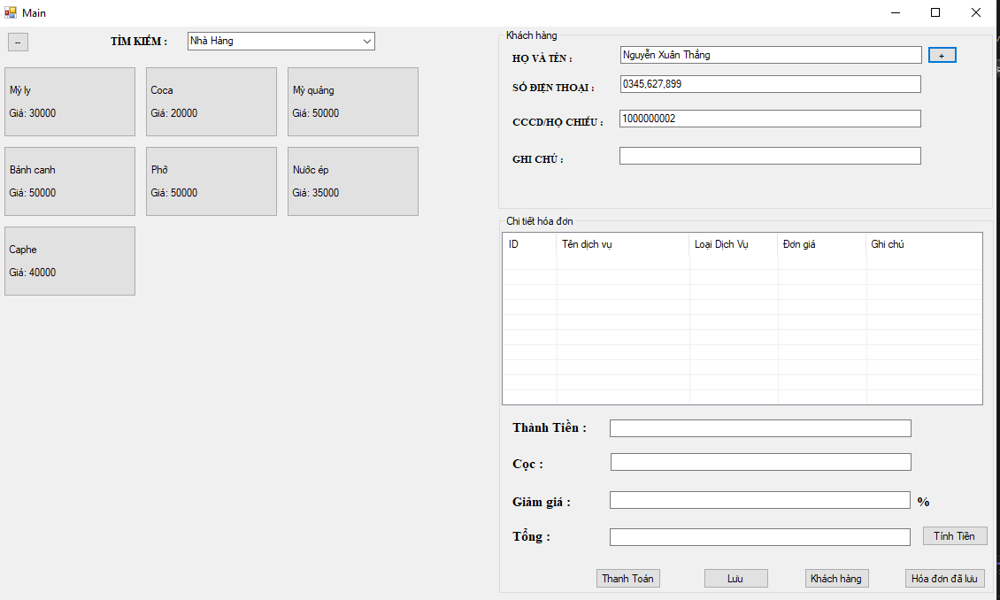 Main
--
TÌM KIẾM :
Nhà Hàng
Mỳ ly
Giá: 30000
Coca
Giá: 20000
Mỳ quảng
Giá: 50000
Bánh canh
Giá: 50000
Phở
Giá: 50000
Nước ép
Giá: 35000
Caphe
Giá: 40000
Khách hàng
HỌ VÀ TÊN :
Nguyễn Xuân Thắng
+
SỐ ĐIỆN THOẠI :
0345,627,899
CCCD/HỘ CHIẾU :
1000000002
GHI CHÚ :
Chi tiết hóa đơn
ID Tên dịch vụ Loại Dịch Vụ Đơn giá Ghi chú
Thành Tiền :
Cọc :
Giảm giá :
%
Tổng :
Tính Tiền
Thanh Toán
Lưu
Khách hàng
Hóa đơn đã lưu